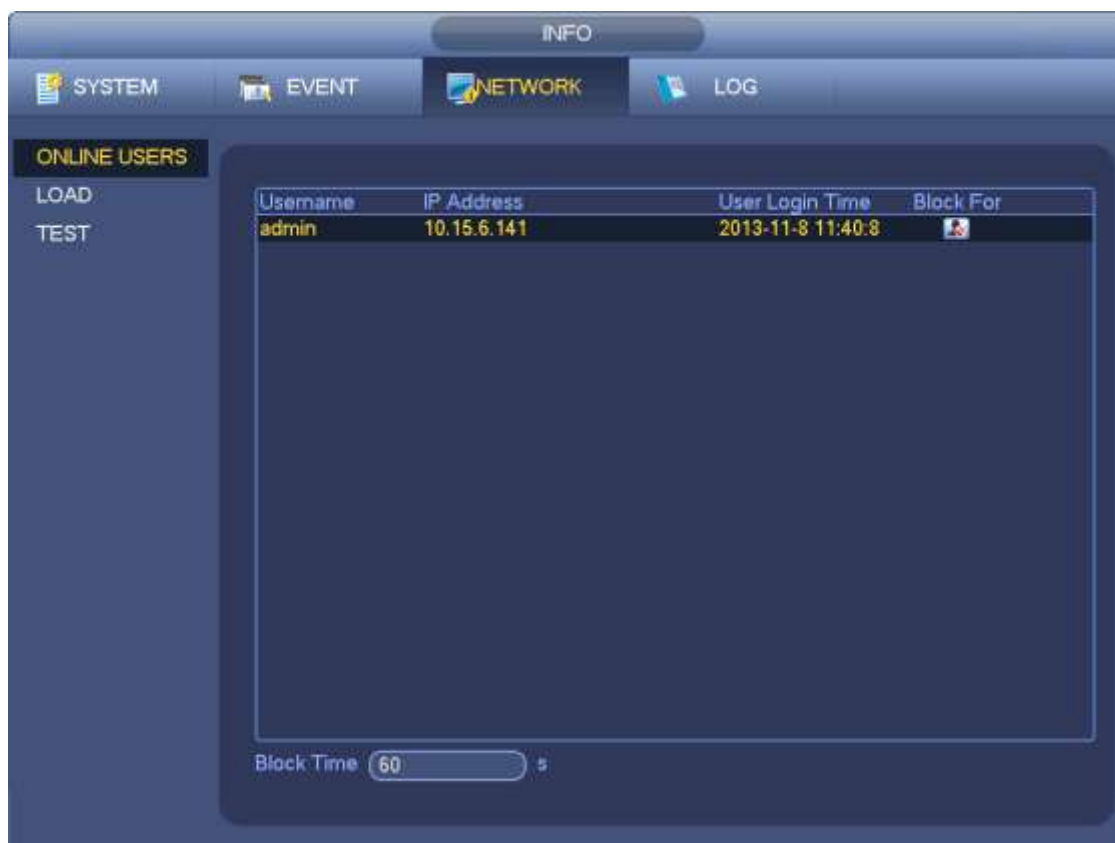 INFO
SYSTEM EVENT NETWORK LOG
ONLINE USERS
LOAD
TEST
Username IP Address User Login Time Block For
admin 10.15.6.141 2013-11-8 11:40:8
Block Time 60 s